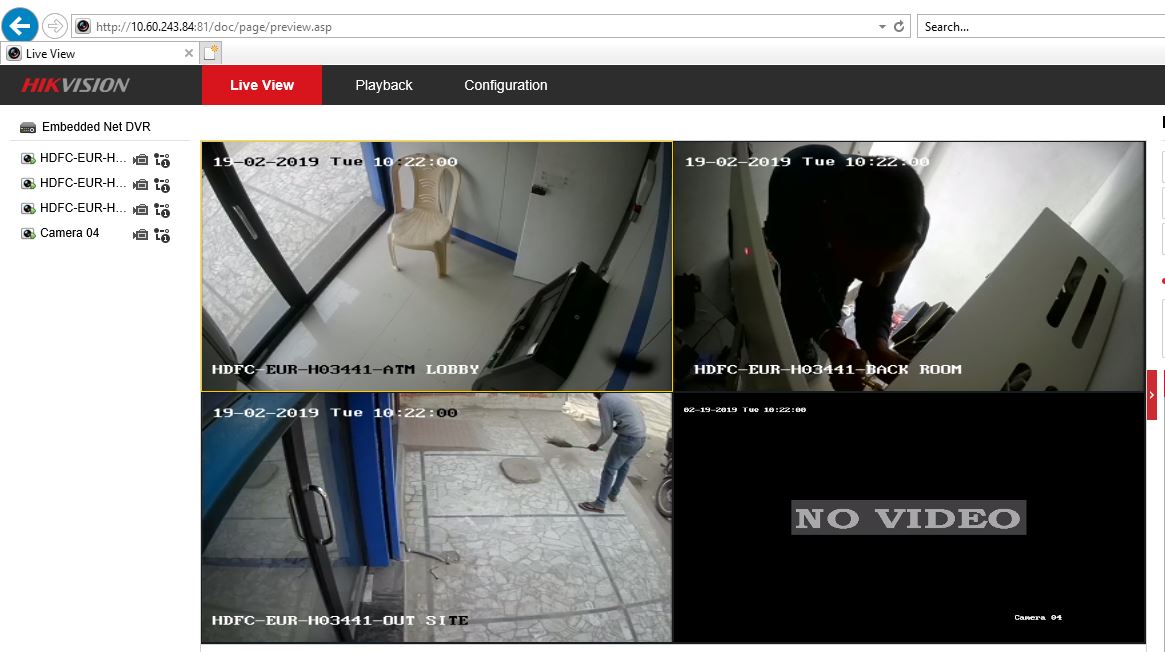 http://10.60.243.84:81/doc/page/preview.asp
Search...
Live View
HIKVISION
Live View
Playback
Configuration
Embedded Net DVR
HDFC-EUR-H...
HDFC-EUR-H...
HDFC-EUR-H...
Camera 04
19-02-2019 Tue 10:22:00
HDFC-EUR-H03441-ATM LOBBY
19-02-2019 Tue 10:22:00
HDFC-EUR-H03441-BACK ROOM
19-02-2019 Tue 10:22:00
HDFC-EUR-H03441-OUT SITE
02-19-2019 Tue 10:22:00
NO VIDEO
Camera 04